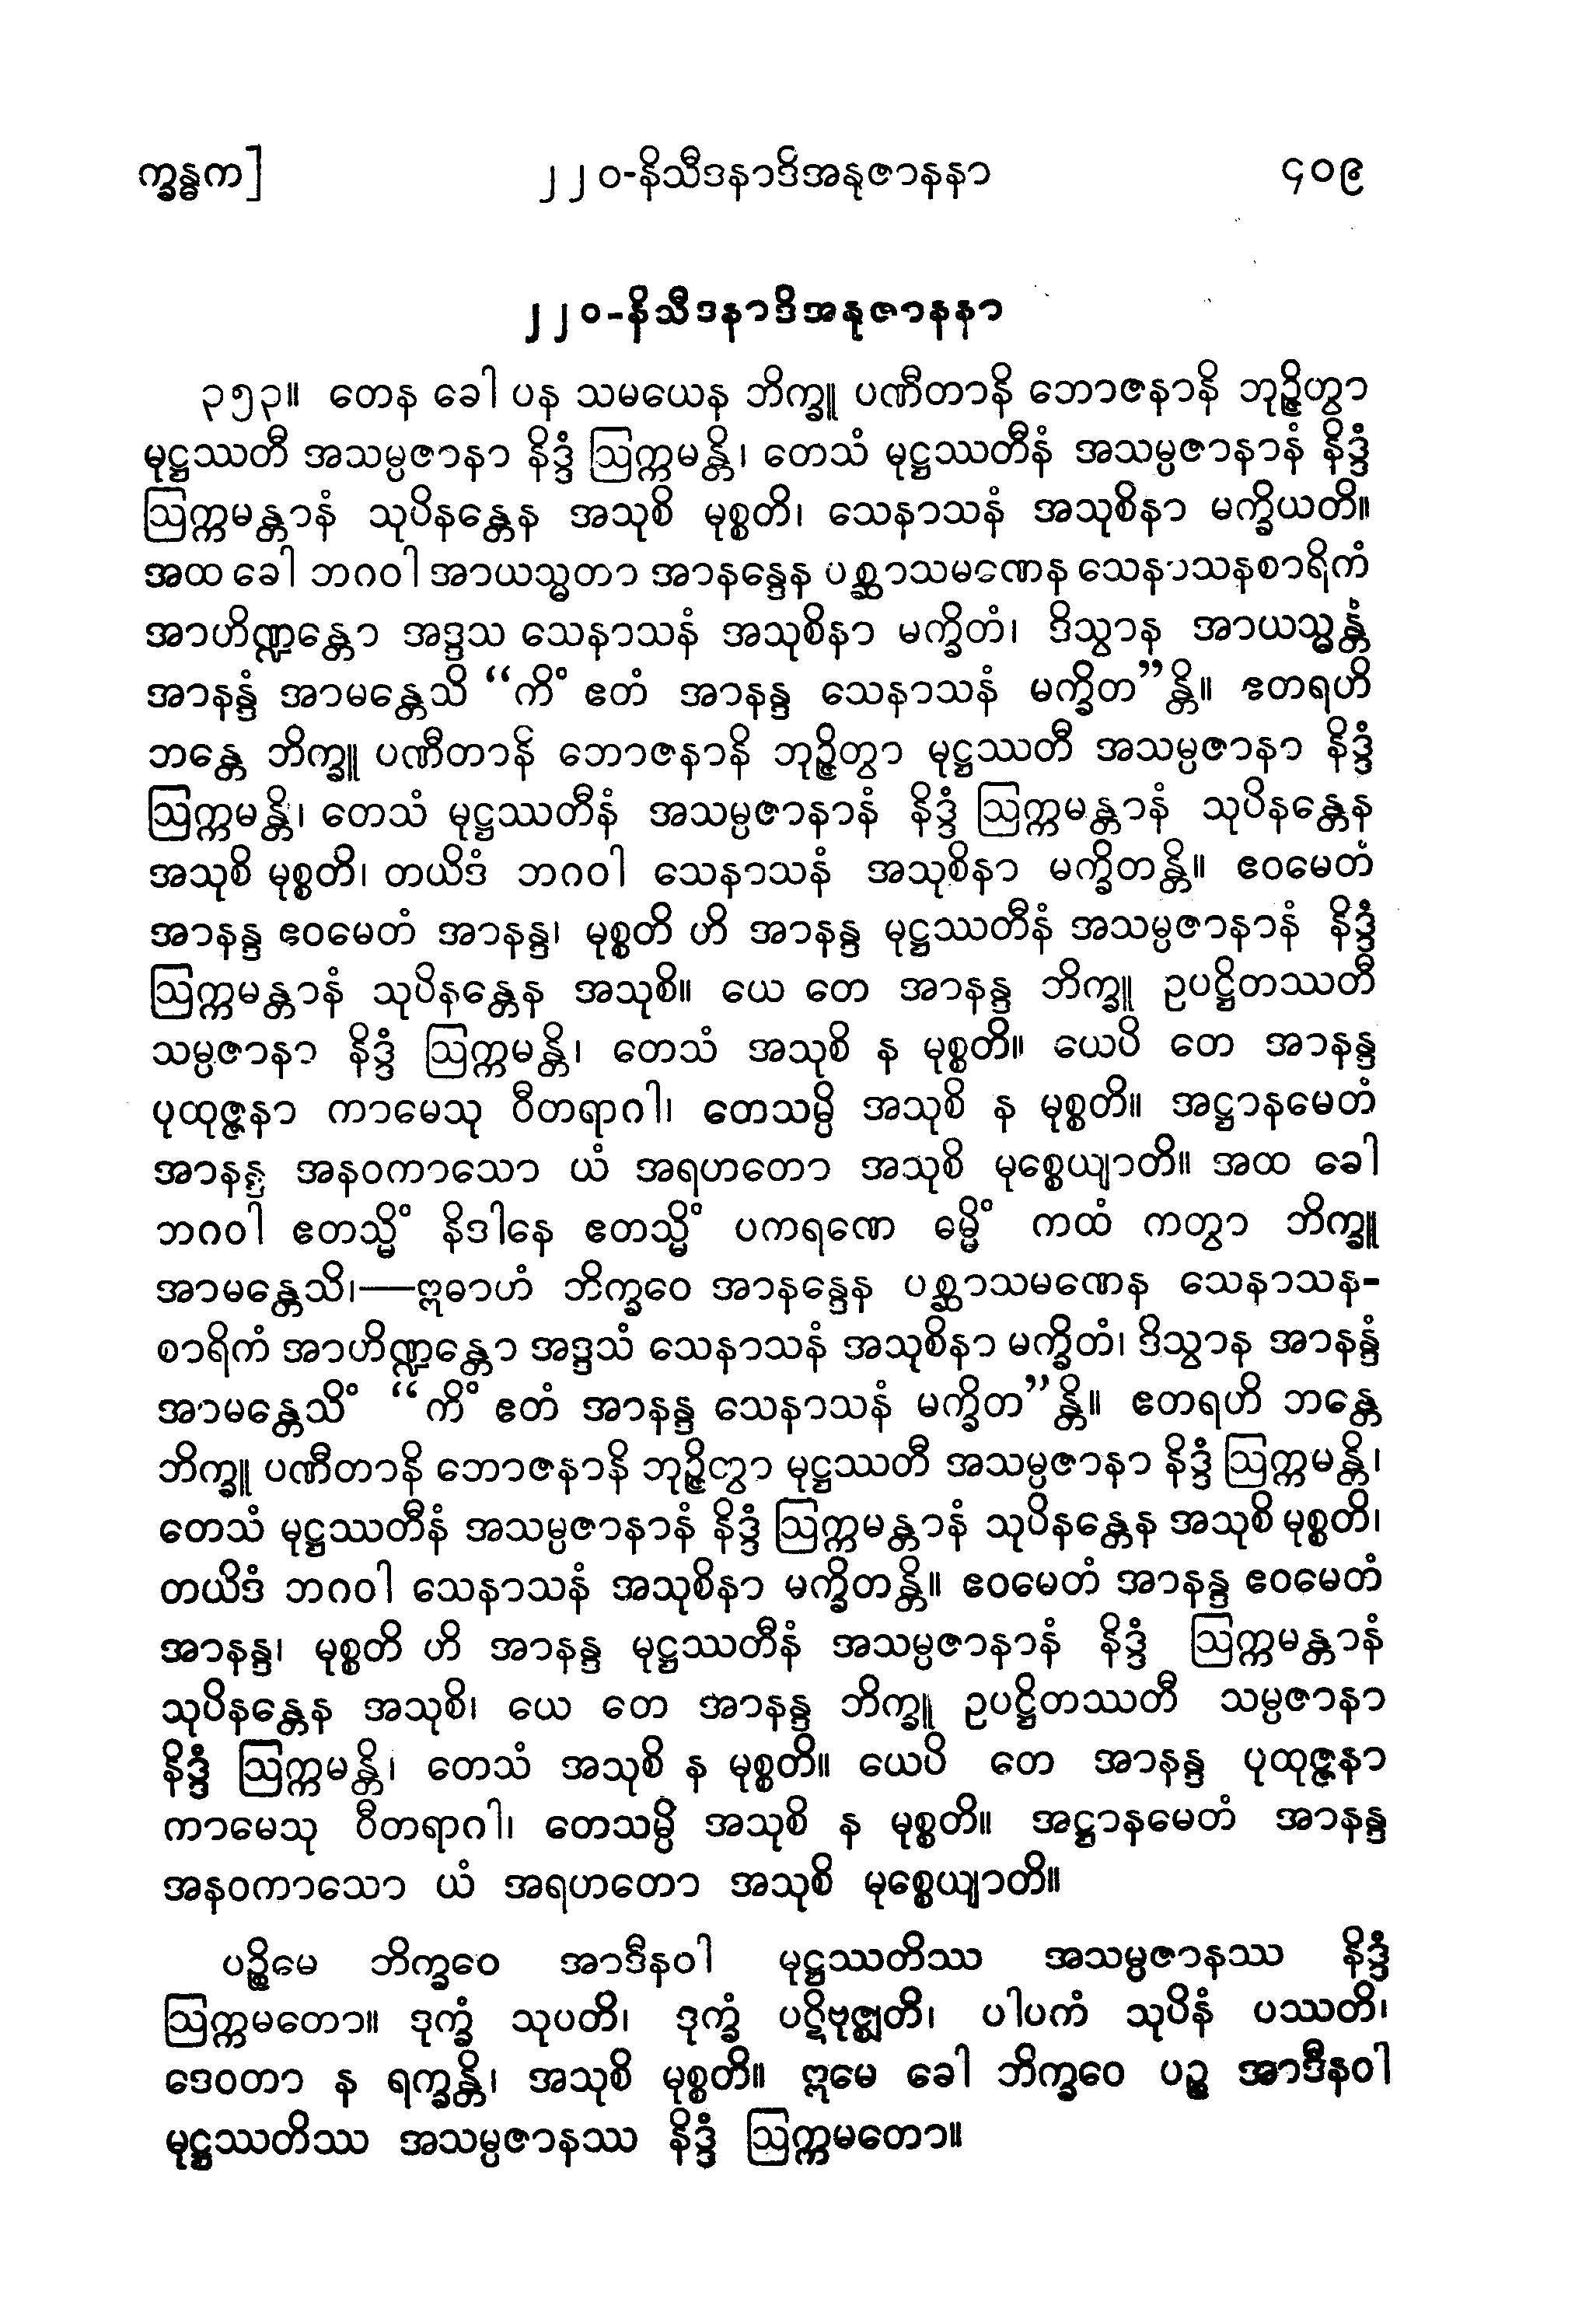 က္ခန္ဓက] ၂၂၀-နိသီဒနာဒိအနုဇာနနာ ၄၀၉
၂၂၀-နိသီဒနာဒိအနုဇာနနာ
၃၅၃။ တေန ခေါ ပန သမယေန ဘိက္ခူ ပဏီတာနိ ဘောဇနာနိ ဘုဉ္ဇိတွာ
မုဋ္ဌဿတီ အသမ္ပဇာနာ နိဒ္ဒံ ဩက္ကမန္တိ၊ တေသံ မုဋ္ဌဿတီနံ အသမ္ပဇာနာနံ နိဒ္ဒံ
ဩက္ကမန္တာနံ သုပိနန္တေန အသုစိ မုစ္စတိ၊ သေနာသနံ အသုစိနာ မက္ခိယတိ။
အထ ခေါ ဘဂဝါ အာယသ္မတာ အာနန္ဒေန ပစ္ဆာသမဏေန သေနာသနစာရိကံ
အာဟိဏ္ဍန္တော အဒ္ဒသ သေနာသနံ အသုစိနာ မက္ခိတံ၊ ဒိသွာန အာယသ္မန္တံ
အာနန္ဒံ အာမန္တေသိ “ကိံ ဧတံ အာနန္ဒ သေနာသနံ မက္ခိတ”န္တိ။ ဧတရဟိ
ဘန္တေ ဘိက္ခူ ပဏီတာနိ ဘောဇနာနိ ဘုဉ္ဇိတွာ မုဋ္ဌဿတီ အသမ္ပဇာနာ နိဒ္ဒံ
ဩက္ကမန္တိ၊ တေသံ မုဋ္ဌဿတီနံ အသမ္ပဇာနာနံ နိဒ္ဒံ ဩက္ကမန္တာနံ သုပိနန္တေန
အသုစိ မုစ္စတိ၊ တယိဒံ ဘဂဝါ သေနာသနံ အသုစိနာ မက္ခိတန္တိ။ ဧဝမေတံ
အာနန္ဒ ဧဝမေတံ အာနန္ဒ၊ မုစ္စတိ ဟိ အာနန္ဒ မုဋ္ဌဿတီနံ အသမ္ပဇာနာနံ နိဒ္ဒံ
ဩက္ကမန္တာနံ သုပိနန္တေန အသုစိ။ ယေ တေ အာနန္ဒ ဘိက္ခူ ဥပဋ္ဌိတဿတီ
သမ္ပဇာနာ နိဒ္ဒံ ဩက္ကမန္တိ၊ တေသံ အသုစိ န မုစ္စတိ။ ယေပိ တေ အာနန္ဒ
ပုထုဇ္ဇနာ ကာမေသု ဝီတရာဂါ၊ တေသမ္ပိ အသုစိ န မုစ္စတိ။ အဋ္ဌာနမေတံ
အာနန္ဒ အနဝကာသော ယံ အရဟတော အသုစိ မုစ္စေယျာတိ။ အထ ခေါ
ဘဂဝါ ဧတသ္မိံ နိဒါနေ ဧတသ္မိံ ပကရဏေ ဓမ္မိံ ကထံ ကတွာ ဘိက္ခူ
အာမန္တေသိ၊—ဣဓာဟံ ဘိက္ခဝေ အာနန္ဒေန ပစ္ဆာသမဏေန သေနာသန-
စာရိကံ အာဟိဏ္ဍန္တော အဒ္ဒသံ သေနာသနံ အသုစိနာ မက္ခိတံ၊ ဒိသွာန အာနန္ဒံ
အာမန္တေသိံ “ကိံ ဧတံ အာနန္ဒ သေနာသနံ မက္ခိတ”န္တိ။ ဧတရဟိ ဘန္တေ
ဘိက္ခူ ပဏီတာနိ ဘောဇနာနိ ဘုဉ္ဇိတွာ မုဋ္ဌဿတီ အသမ္ပဇာနာ နိဒ္ဒံ ဩက္ကမန္တိ၊
တေသံ မုဋ္ဌဿတီနံ အသမ္ပဇာနာနံ နိဒ္ဒံ ဩက္ကမန္တာနံ သုပိနန္တေန အသုစိ မုစ္စတိ၊
တယိဒံ ဘဂဝါ သေနာသနံ အသုစိနာ မက္ခိတန္တိ။ ဧဝမေတံ အာနန္ဒ ဧဝမေတံ
အာနန္ဒ၊ မုစ္စတိ ဟိ အာနန္ဒ မုဋ္ဌဿတီနံ အသမ္ပဇာနာနံ နိဒ္ဒံ ဩက္ကမန္တာနံ
သုပိနန္တေန အသုစိ၊ ယေ တေ အာနန္ဒ ဘိက္ခူ ဥပဋ္ဌိတဿတီ သမ္ပဇာနာ
နိဒ္ဒံ ဩက္ကမန္တိ၊ တေသံ အသုစိ န မုစ္စတိ။ ယေပိ တေ အာနန္ဒ ပုထုဇ္ဇနာ
ကာမေသု ဝီတရာဂါ၊ တေသမ္ပိ အသုစိ န မုစ္စတိ။ အဋ္ဌာနမေတံ အာနန္ဒ
အနဝကာသော ယံ အရဟတော အသုစိ မုစ္စေယျာတိ။
ပဉ္စိမေ ဘိက္ခဝေ အာဒီနဝါ မုဋ္ဌဿတိဿ အသမ္ပဇာနဿ နိဒ္ဒံ
ဩက္ကမတော။ ဒုက္ခံ သုပတိ၊ ဒုက္ခံ ပဋိဗုဇ္ဈတိ၊ ပါပကံ သုပိနံ ပဿတိ၊
ဒေဝတာ န ရက္ခန္တိ၊ အသုစိ မုစ္စတိ။ ဣမေ ခေါ ဘိက္ခဝေ ပဉ္စ အာဒီနဝါ
မုဋ္ဌဿတိဿ အသမ္ပဇာနဿ နိဒ္ဒံ ဩက္ကမတော။